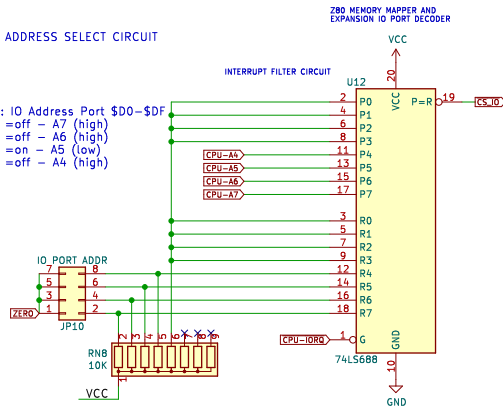 Z80 MEMORY MAPPER AND
EXPANSION IO PORT DECODER
ADDRESS SELECT CIRCUIT
VCC
INTERRUPT FILTER CIRCUIT
U12
20
VCC
2 P0
P=R 19
CS_IO
4 P1
: IO Address Port $D0-$DF
6 P2
=off - A7 (high)
8 P3
=off - A6 (high)
=on - A5 (low)
=off - A4 (high)
CPU-A4 11 P4
CPU-A5 13 P5
CPU-A6 15 P6
CPU-A7 17 P7
3 R0
5 R1
7 R2
9 R3
IO_PORT ADDR
7 8
12 R4
5 6
14 R5
3 4
16 R6
ZERO 1 2
18 R7
JP10
2 3 4 5 6 7 8 9
CPU-IORQ 1 G
GND
RN8
10K
74LS688
10
1
VCC
GND